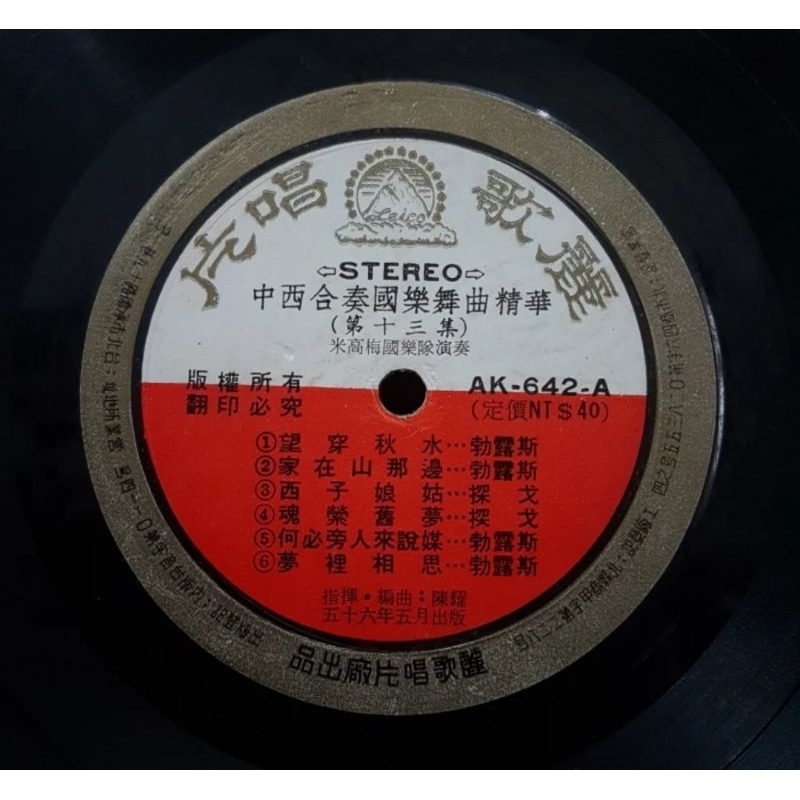 麗歌唱片
Leico
⇦STEREO⇨
中西合奏國樂舞曲精華
(第十三集)
米高梅國樂隊演奏
版權所有
翻印必究
AK-642-A
(定價NT$40)
①望穿秋水…勃露斯
②家在山那邊…勃露斯
③西子姑娘…探戈
④魂縈舊夢…探戈
⑤何必旁人來說媒…勃露斯
⑥夢裡相思…勃露斯
指揮·編曲:陳耀
五十六年五月出版
麗歌唱片廠出品